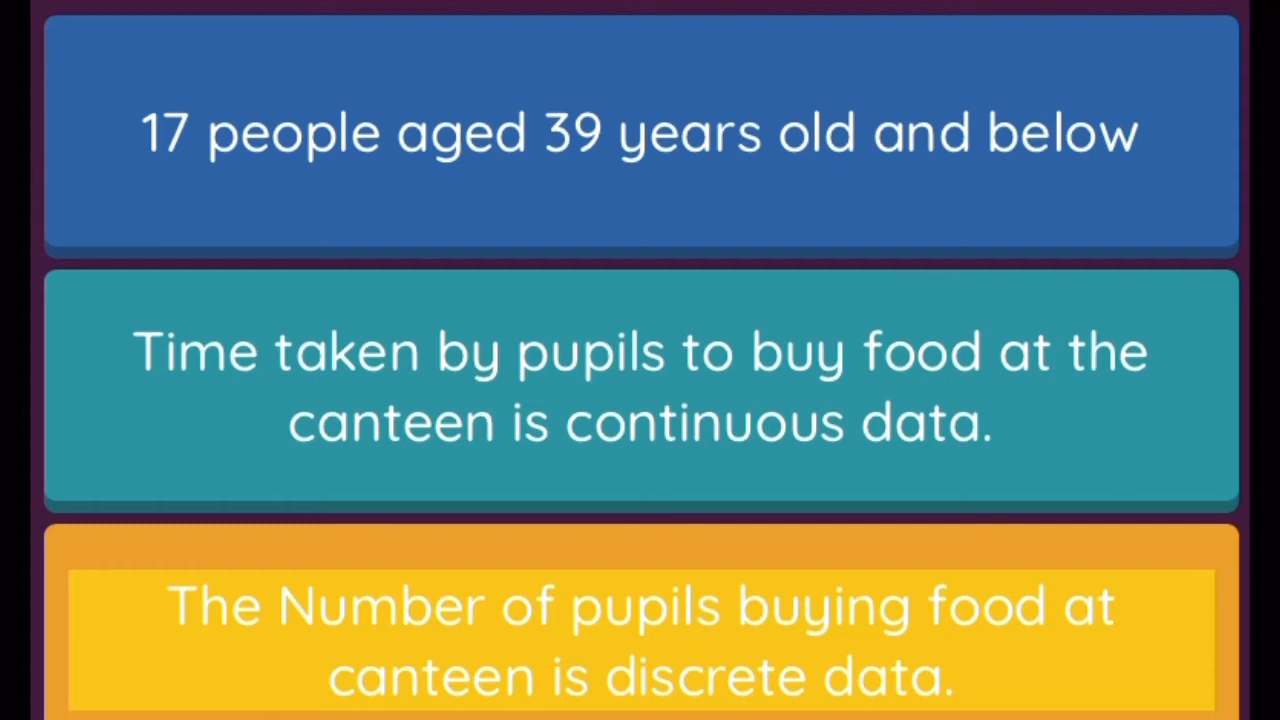 17 people aged 39 years old and below
Time taken by pupils to buy food at the
canteen is continuous data.
The Number of pupils buying food at
canteen is discrete data.